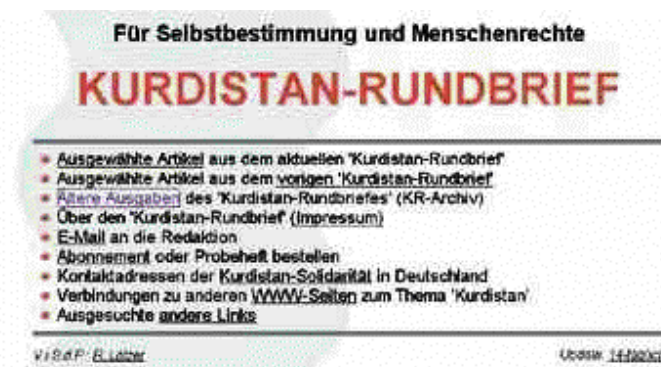 Für Selbstbestimmung und Menschenrechte
KURDISTAN-RUNDBRIEF
Ausgewählte Artikel aus dem aktuellen 'Kurdistan-Rundbrief'
Ausgewählte Artikel aus dem vorigen 'Kurdistan-Rundbrief'
Ältere Ausgaben des 'Kurdistan-Rundbriefes' (KR-Archiv)
Über den 'Kurdistan-Rundbrief' (Impressum)
E-Mail an die Redaktion
Abonnement oder Probeheft bestellen
Kontaktadressen der Kurdistan-Solidarität in Deutschland
Verbindungen zu anderen WWW-Seiten zum Thema 'Kurdistan'
Ausgesuchte andere Links
V.i.S.d.P.:
Update: